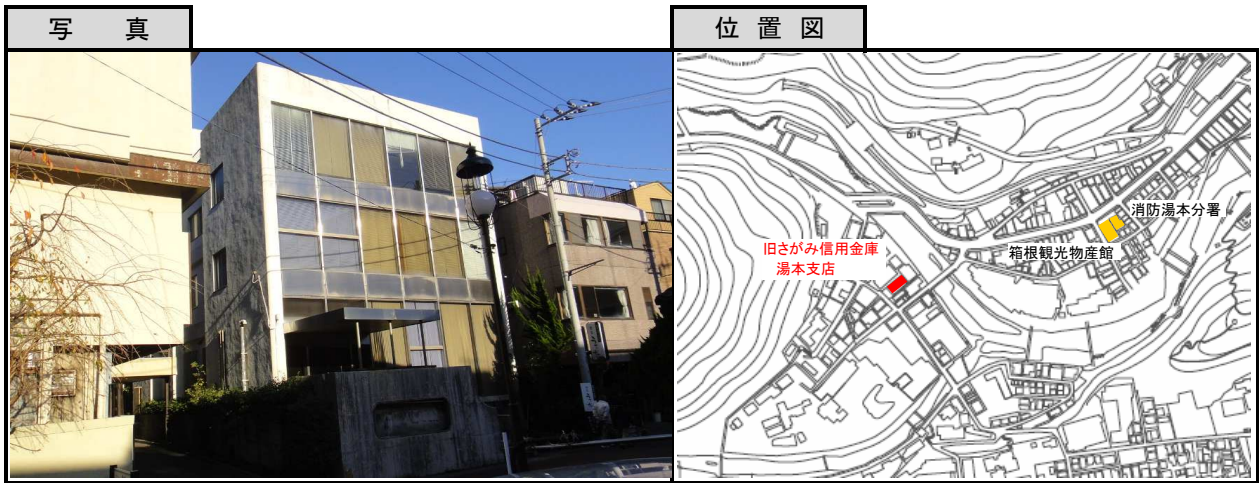 写 真
位 置 図
消防湯本分署
箱根観光物産館
旧さがみ信用金庫
湯本支店